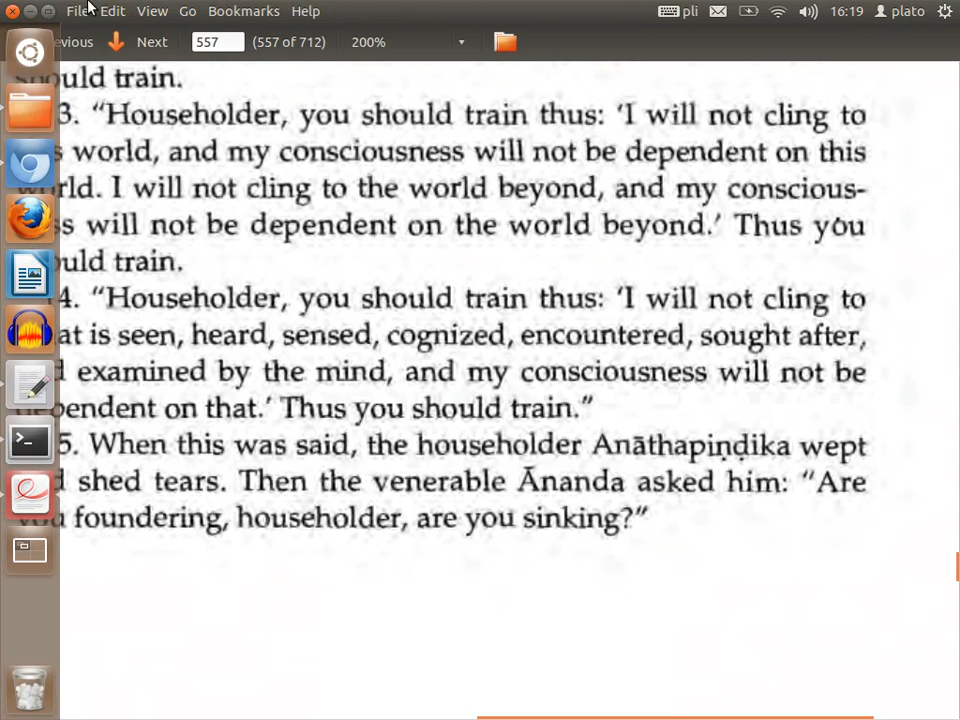 File Edit View Go Bookmarks Help pli 16:19 plato
evious Next 557 (557 of 712) 200%
should train.
3. “Householder, you should train thus: ‘I will not cling to
s world, and my consciousness will not be dependent on this
world. I will not cling to the world beyond, and my conscious-
ss will not be dependent on the world beyond.’ Thus you
ould train.
4. “Householder, you should train thus: ‘I will not cling to
at is seen, heard, sensed, cognized, encountered, sought after,
d examined by the mind, and my consciousness will not be
dependent on that.’ Thus you should train.”
5. When this was said, the householder Anāthapiṇḍika wept
d shed tears. Then the venerable Ānanda asked him: “Are
you foundering, householder, are you sinking?”